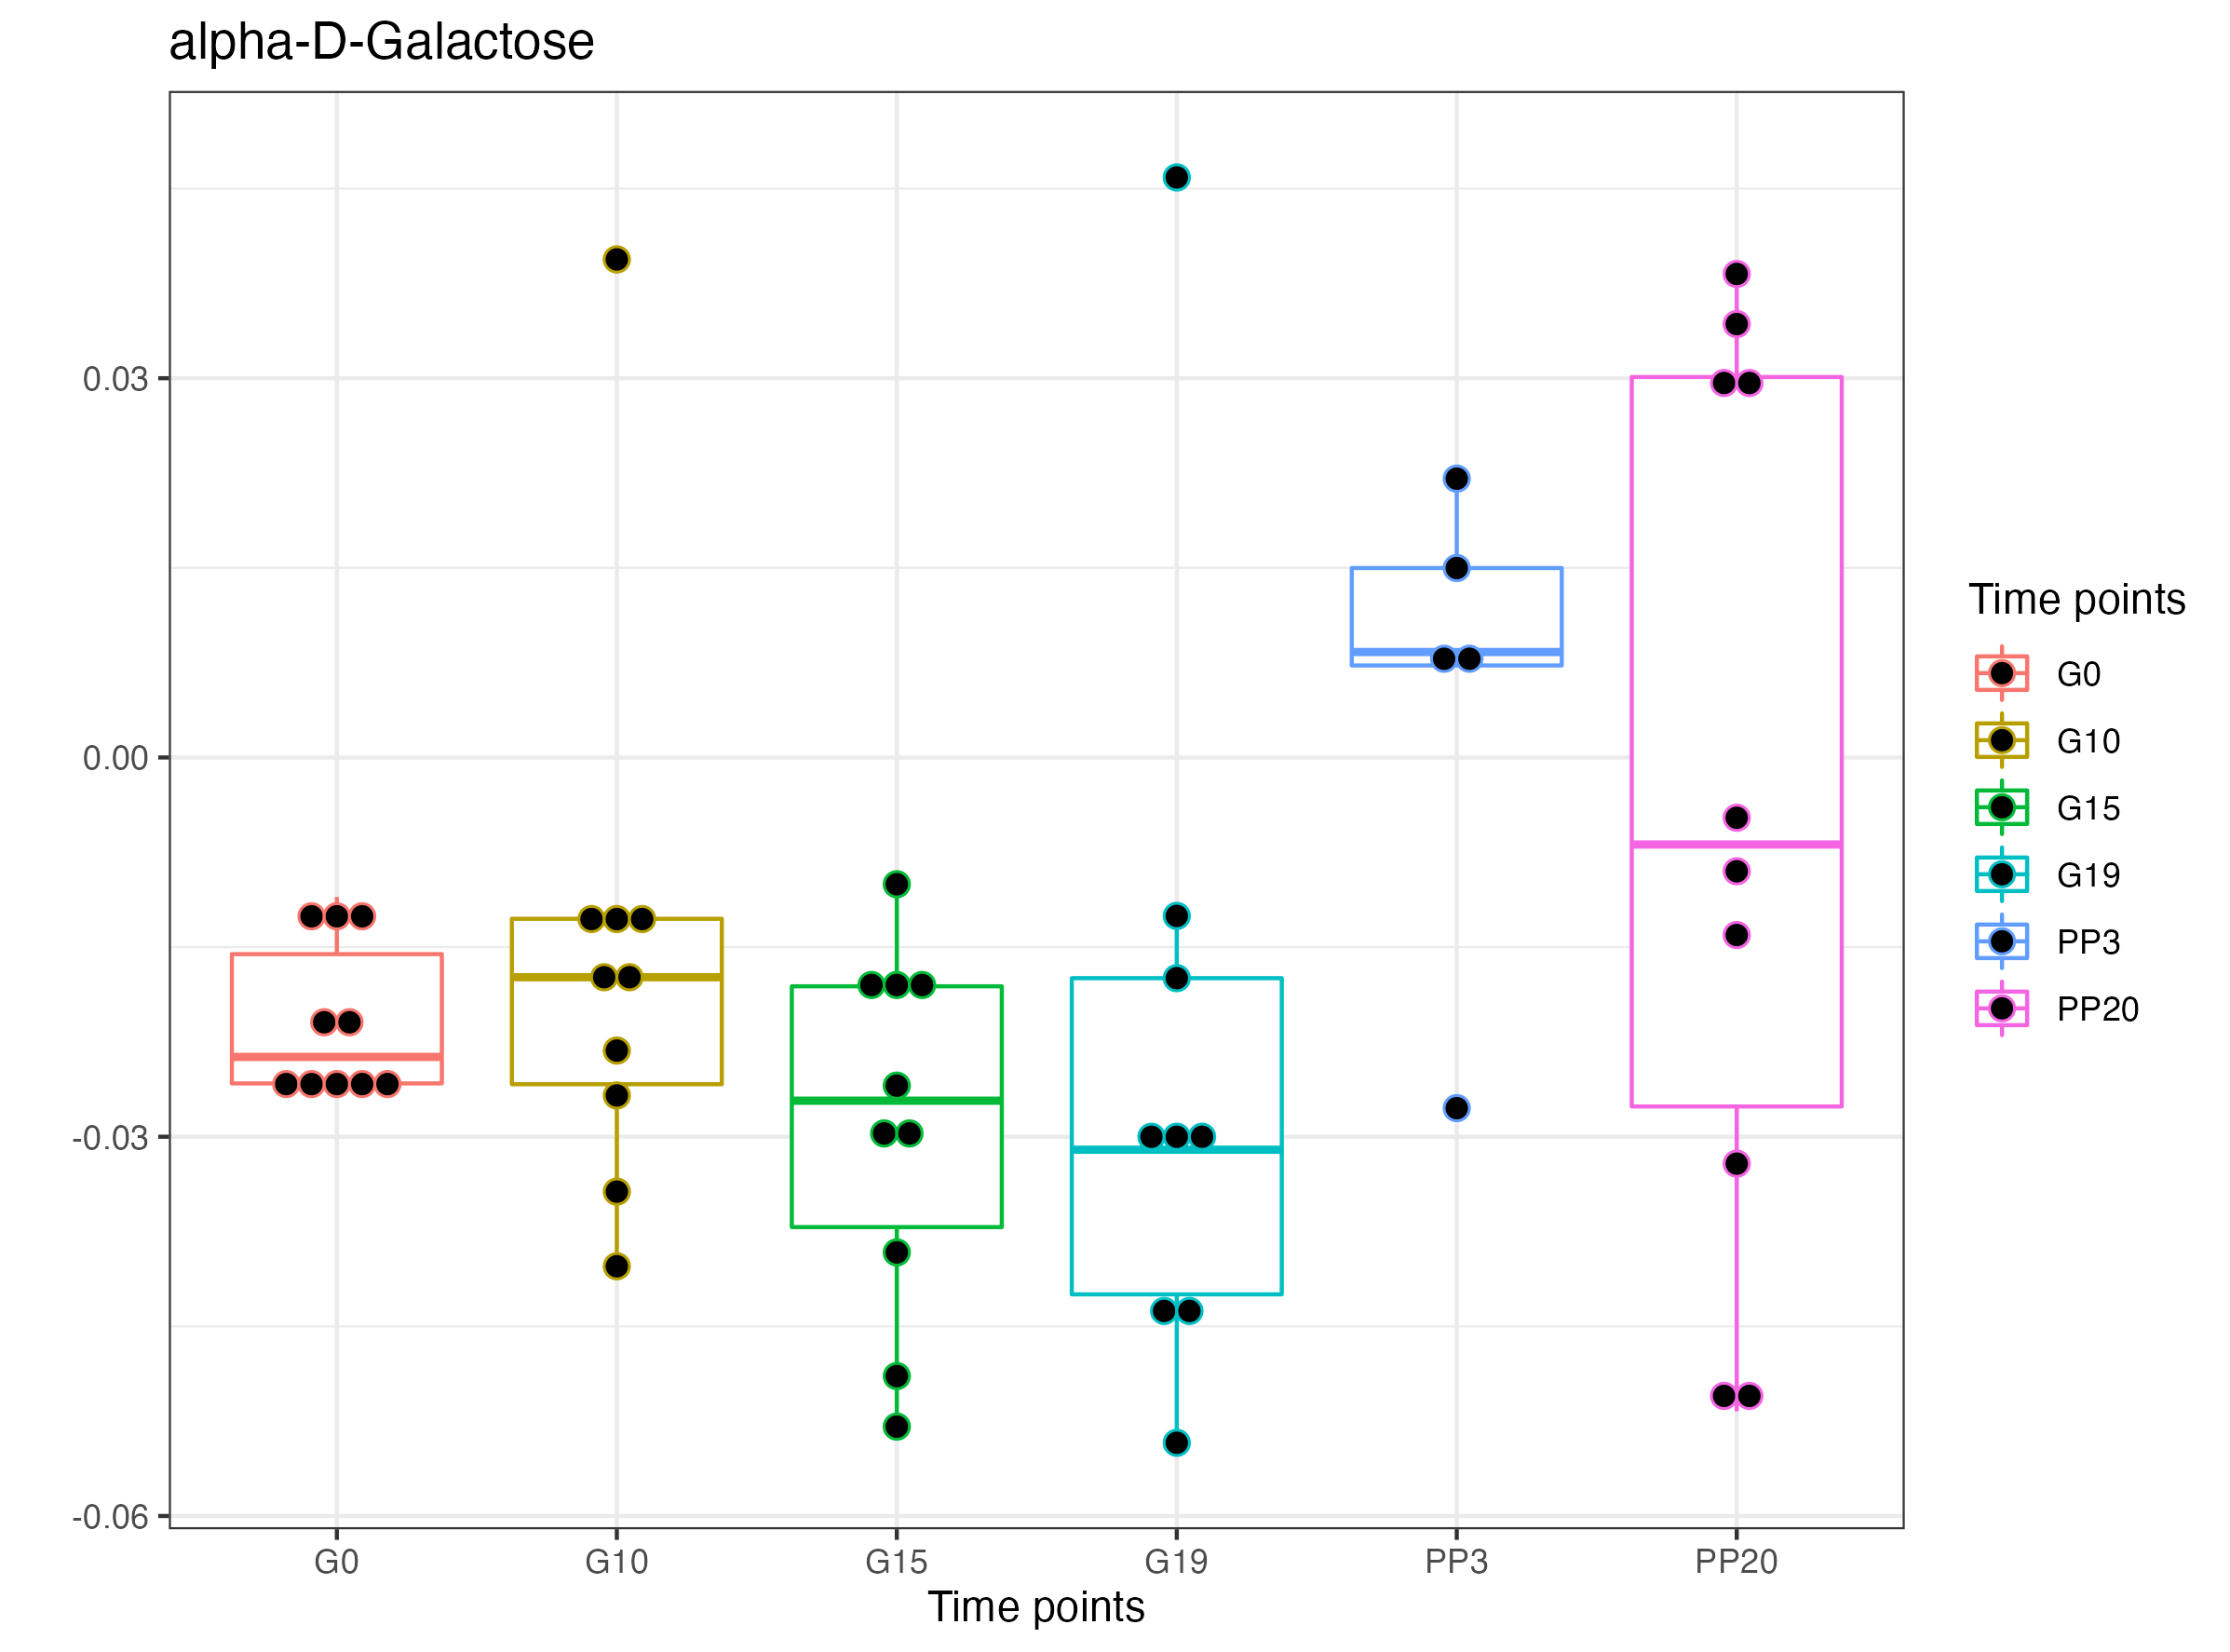 alpha-D-Galactose
0.03
0.00
-0.03
-0.06
G0 G10 G15 G19 PP3 PP20
Time points
Time points
G0
G10
G15
G19
PP3
PP20